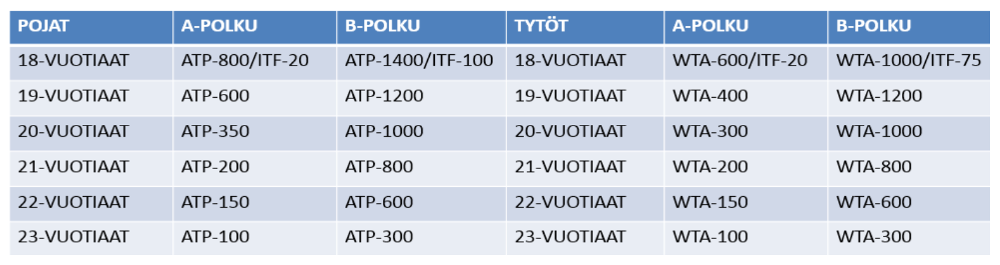 POJAT A-POLKU B-POLKU TYTÖT A-POLKU B-POLKU
18-VUOTIAAT ATP-800/ITF-20 ATP-1400/ITF-100 18-VUOTIAAT WTA-600/ITF-20 WTA-1000/ITF-75
19-VUOTIAAT ATP-600 ATP-1200 19-VUOTIAAT WTA-400 WTA-1200
20-VUOTIAAT ATP-350 ATP-1000 20-VUOTIAAT WTA-300 WTA-1000
21-VUOTIAAT ATP-200 ATP-800 21-VUOTIAAT WTA-200 WTA-800
22-VUOTIAAT ATP-150 ATP-600 22-VUOTIAAT WTA-150 WTA-600
23-VUOTIAAT ATP-100 ATP-300 23-VUOTIAAT WTA-100 WTA-300